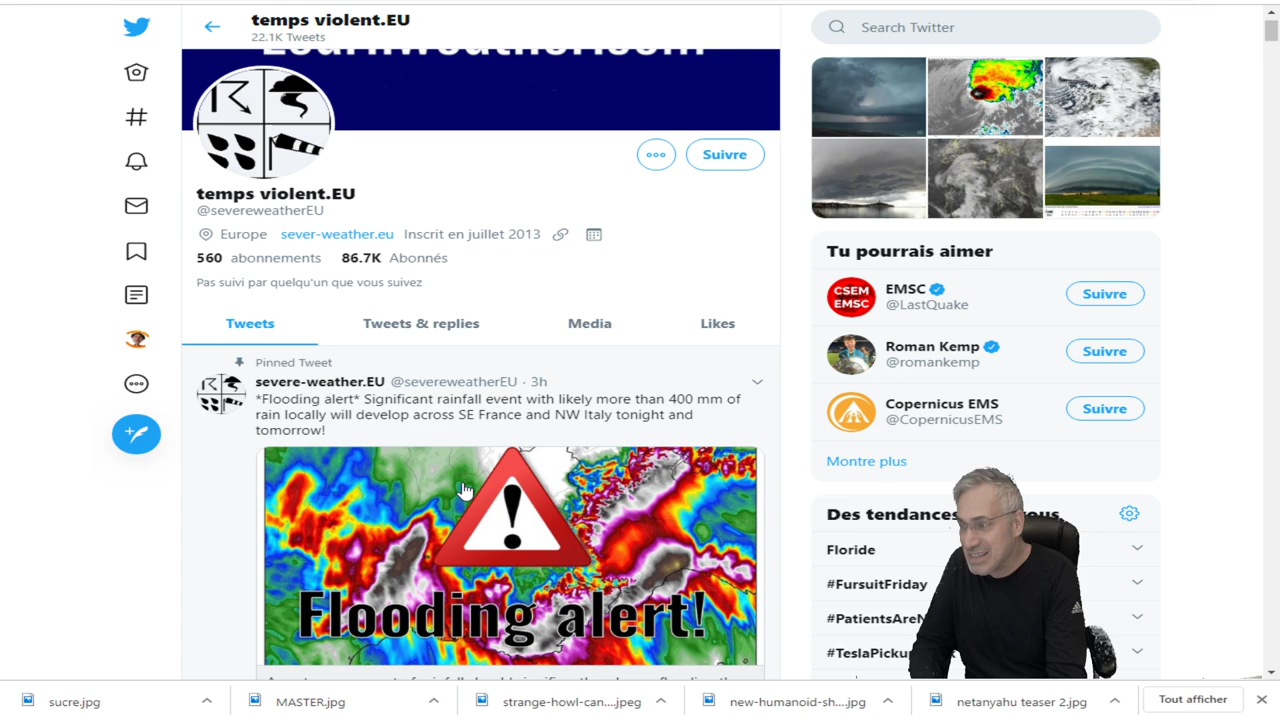 temps violent.EU
22.1K Tweets
temps violent.EU
@severeweatherEU
Europe sever-weather.eu Inscrit en juillet 2013
560 abonnements 86.7K Abonnés
Pas suivi par quelqu'un que vous suivez
Suivre
Tweets Tweets & replies Media Likes
Pinned Tweet
severe-weather.EU @severeweatherEU · 3h
*Flooding alert* Significant rainfall event with likely more than 400 mm of
rain locally will develop across SE France and NW Italy tonight and
tomorrow!
!
Flooding alert!
Search Twitter
Tu pourrais aimer
CSEM
EMSC
EMSC
@LastQuake
Suivre
Roman Kemp
@romankemp
Suivre
Copernicus EMS
@CopernicusEMS
Suivre
Montre plus
Des tendances
Floride
#FursuitFriday
#PatientsAreN
#TeslaPickup
sucre.jpg
MASTER.jpg
strange-howl-can....jpeg
new-humanoid-sh....jpg
netanyahu teaser 2.jpg
Tout afficher